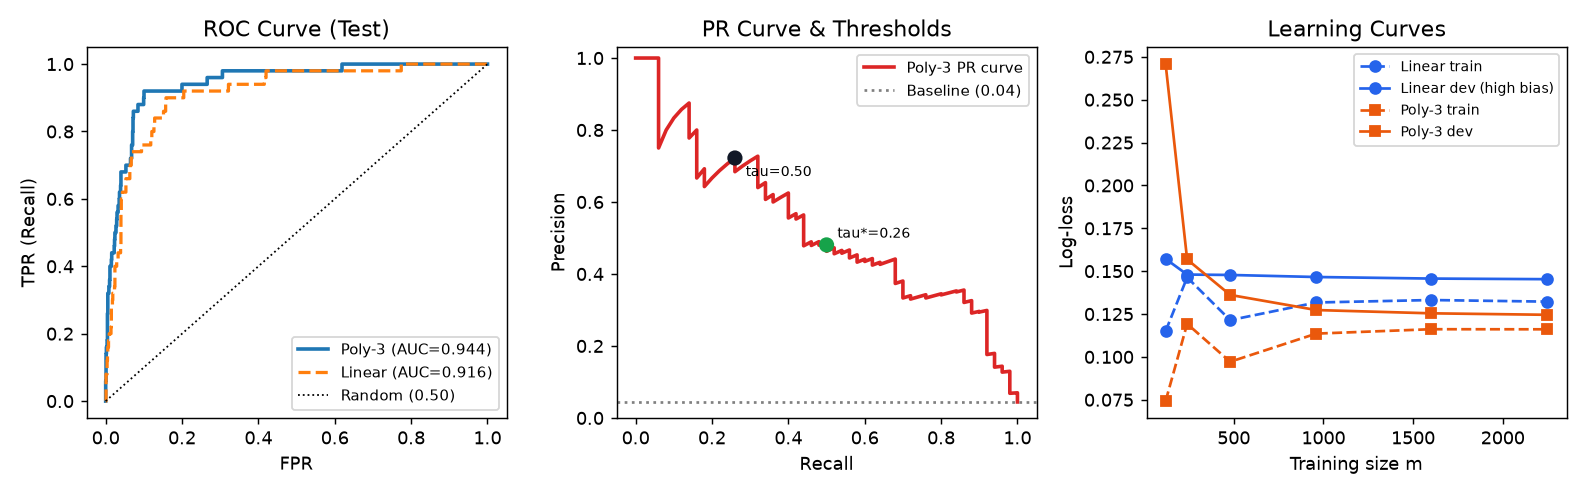 ROC Curve (Test)
TPR (Recall)
1.0
0.8
0.6
0.4
0.2
0.0
Poly-3 (AUC=0.944)
Linear (AUC=0.916)
Random (0.50)
0.0 0.2 0.4 0.6 0.8 1.0
FPR
PR Curve & Thresholds
Precision
1.0
0.8
0.6
0.4
0.2
0.0
Poly-3 PR curve
Baseline (0.04)
tau=0.50
tau*=0.26
0.0 0.2 0.4 0.6 0.8 1.0
Recall
Learning Curves
Log-loss
0.275
0.250
0.225
0.200
0.175
0.150
0.125
0.100
0.075
Linear train
Linear dev (high bias)
Poly-3 train
Poly-3 dev
500 1000 1500 2000
Training size m